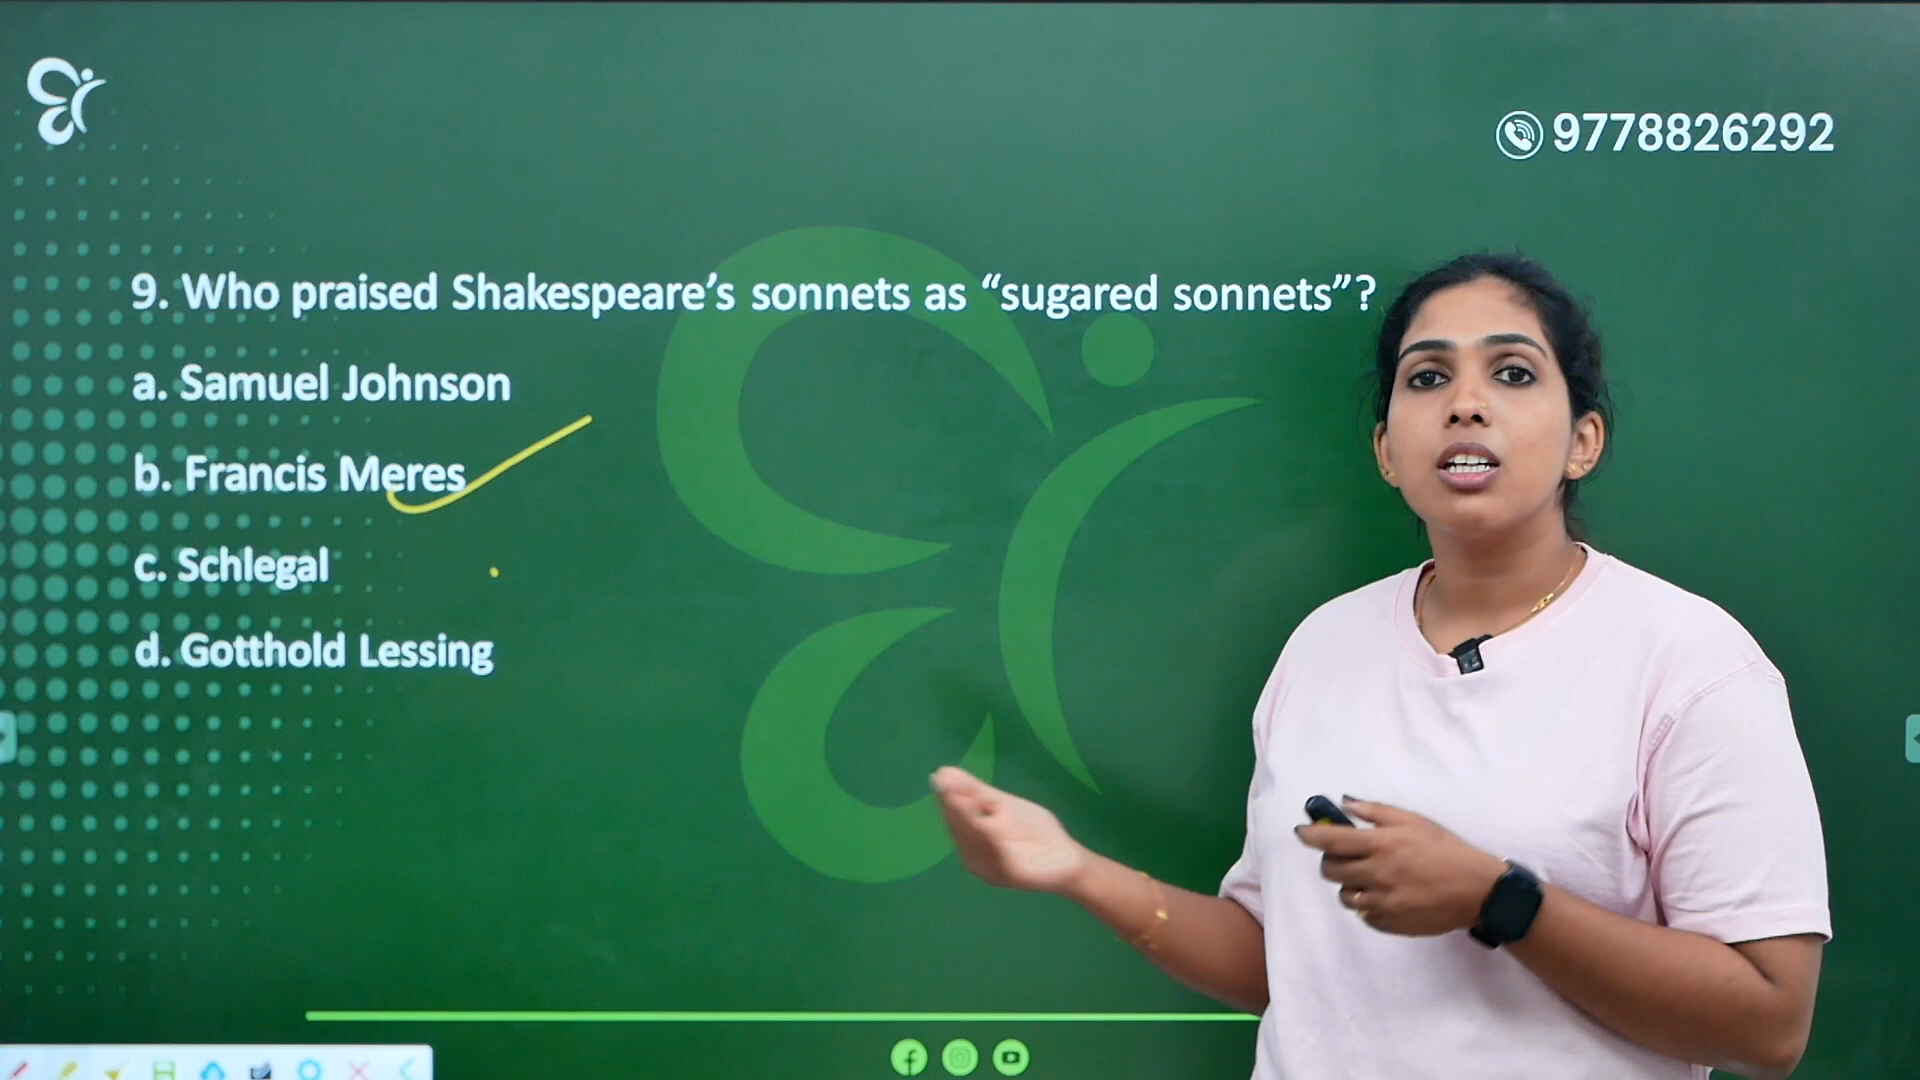 9778826292
9. Who praised Shakespeare’s sonnets as “sugared sonnets”?
a. Samuel Johnson
b. Francis Meres
c. Schlegal
d. Gotthold Lessing